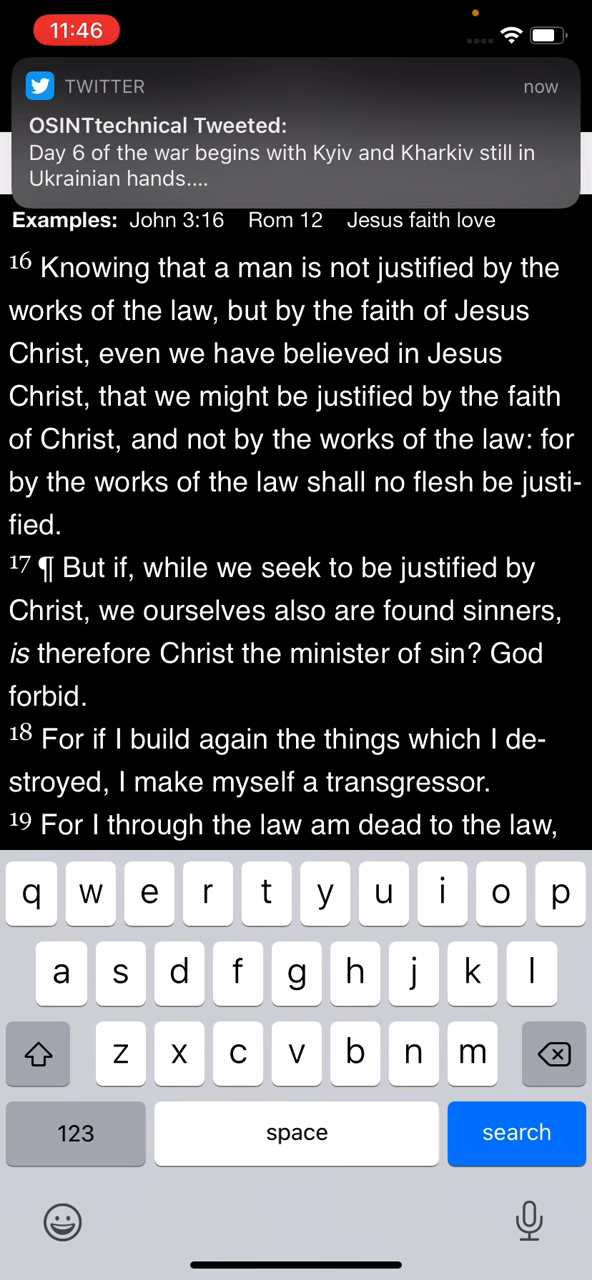 11:46
TWITTER
now
OSINTtechnical Tweeted:
Day 6 of the war begins with Kyiv and Kharkiv still in
Ukrainian hands....
Examples: John 3:16 Rom 12 Jesus faith love
16 Knowing that a man is not justified by the
works of the law, but by the faith of Jesus
Christ, even we have believed in Jesus
Christ, that we might be justified by the faith
of Christ, and not by the works of the law: for
by the works of the law shall no flesh be justi-
fied.
17 ¶ But if, while we seek to be justified by
Christ, we ourselves also are found sinners,
is therefore Christ the minister of sin? God
forbid.
18 For if I build again the things which I de-
stroyed, I make myself a transgressor.
19 For I through the law am dead to the law,
q w e r t y u i o p
a s d f g h j k l
z x c v b n m
123 space search